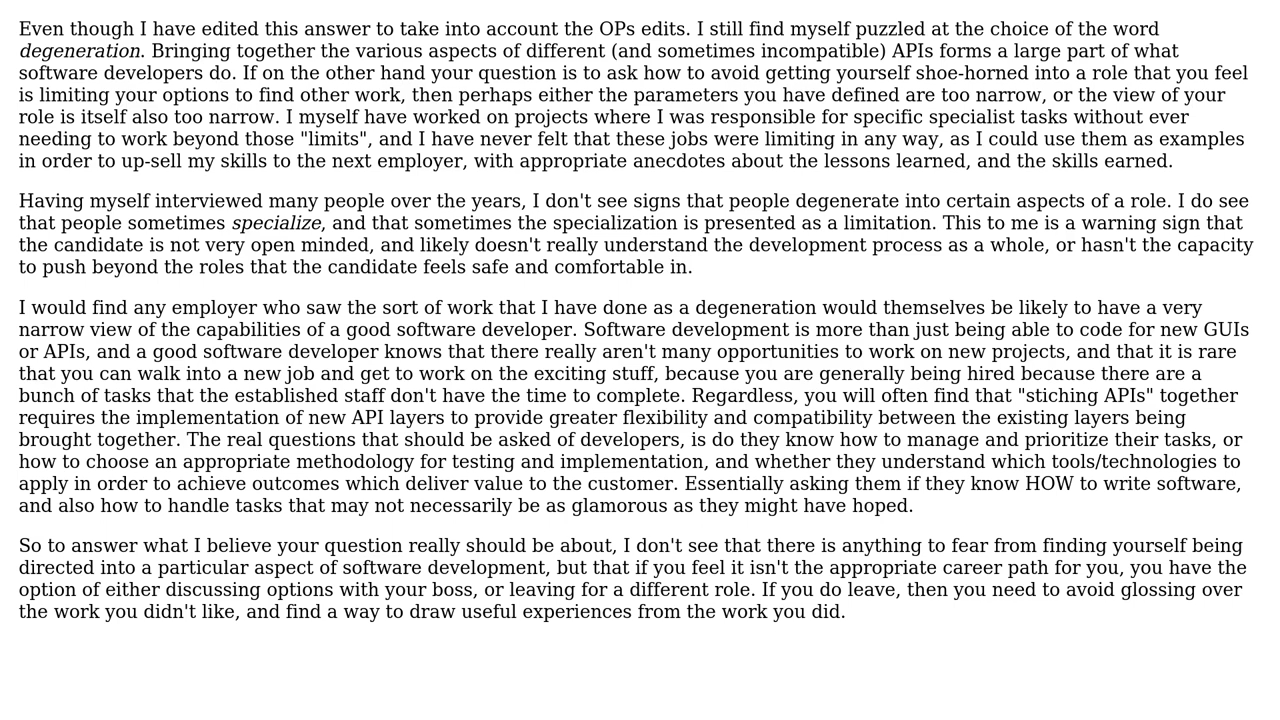 Even though I have edited this answer to take into account the OPs edits. I still find myself puzzled at the choice of the word
degeneration. Bringing together the various aspects of different (and sometimes incompatible) APIs forms a large part of what
software developers do. If on the other hand your question is to ask how to avoid getting yourself shoe-horned into a role that you feel
is limiting your options to find other work, then perhaps either the parameters you have defined are too narrow, or the view of your
role is itself also too narrow. I myself have worked on projects where I was responsible for specific specialist tasks without ever
needing to work beyond those "limits", and I have never felt that these jobs were limiting in any way, as I could use them as examples
in order to up-sell my skills to the next employer, with appropriate anecdotes about the lessons learned, and the skills earned.
Having myself interviewed many people over the years, I don't see signs that people degenerate into certain aspects of a role. I do see
that people sometimes specialize, and that sometimes the specialization is presented as a limitation. This to me is a warning sign that
the candidate is not very open minded, and likely doesn't really understand the development process as a whole, or hasn't the capacity
to push beyond the roles that the candidate feels safe and comfortable in.
I would find any employer who saw the sort of work that I have done as a degeneration would themselves be likely to have a very
narrow view of the capabilities of a good software developer. Software development is more than just being able to code for new GUIs
or APIs, and a good software developer knows that there really aren't many opportunities to work on new projects, and that it is rare
that you can walk into a new job and get to work on the exciting stuff, because you are generally being hired because there are a
bunch of tasks that the established staff don't have the time to complete. Regardless, you will often find that "stiching APIs" together
requires the implementation of new API layers to provide greater flexibility and compatibility between the existing layers being
brought together. The real questions that should be asked of developers, is do they know how to manage and prioritize their tasks, or
how to choose an appropriate methodology for testing and implementation, and whether they understand which tools/technologies to
apply in order to achieve outcomes which deliver value to the customer. Essentially asking them if they know HOW to write software,
and also how to handle tasks that may not necessarily be as glamorous as they might have hoped.
So to answer what I believe your question really should be about, I don't see that there is anything to fear from finding yourself being
directed into a particular aspect of software development, but that if you feel it isn't the appropriate career path for you, you have the
option of either discussing options with your boss, or leaving for a different role. If you do leave, then you need to avoid glossing over
the work you didn't like, and find a way to draw useful experiences from the work you did.